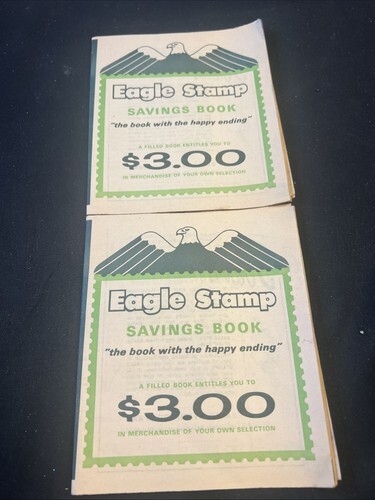 Eagle Stamp
SAVINGS BOOK
"the book with the happy ending"
A FILLED BOOK ENTITLES YOU TO
$3.00
IN MERCHANDISE OF YOUR OWN SELECTION
Eagle Stamp
SAVINGS BOOK
"the book with the happy ending"
A FILLED BOOK ENTITLES YOU TO
$3.00
IN MERCHANDISE OF YOUR OWN SELECTION